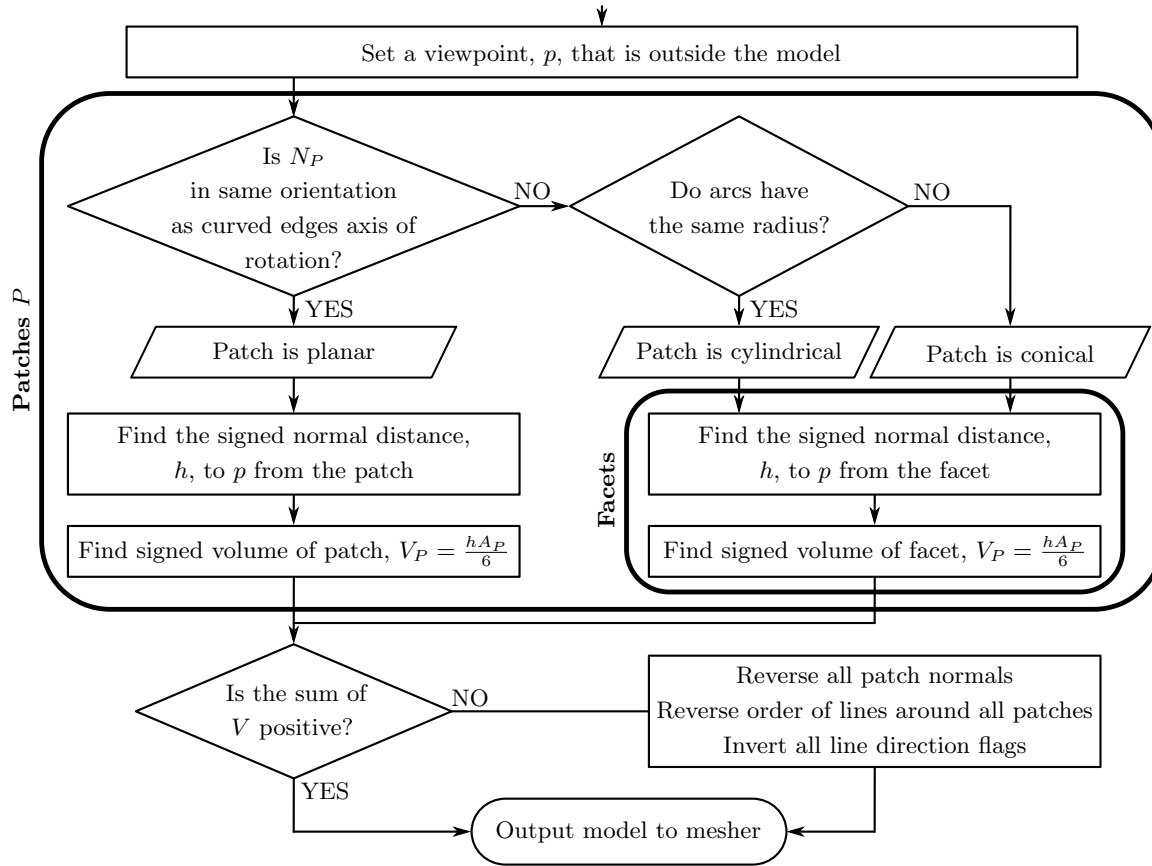 Set a viewpoint, p, that is outside the model
Is N_P
in same orientation
as curved edges axis of
rotation?
NO
Do arcs have
the same radius?
NO
YES
YES
Patches P
Patch is planar
Patch is cylindrical
Patch is conical
Find the signed normal distance,
h, to p from the patch
Facets
Find the signed normal distance,
h, to p from the facet
Find signed volume of patch, V_P = \frac{hA_P}{6}
Find signed volume of facet, V_P = \frac{hA_P}{6}
Is the sum of
V positive?
NO
Reverse all patch normals
Reverse order of lines around all patches
Invert all line direction flags
YES
Output model to mesher